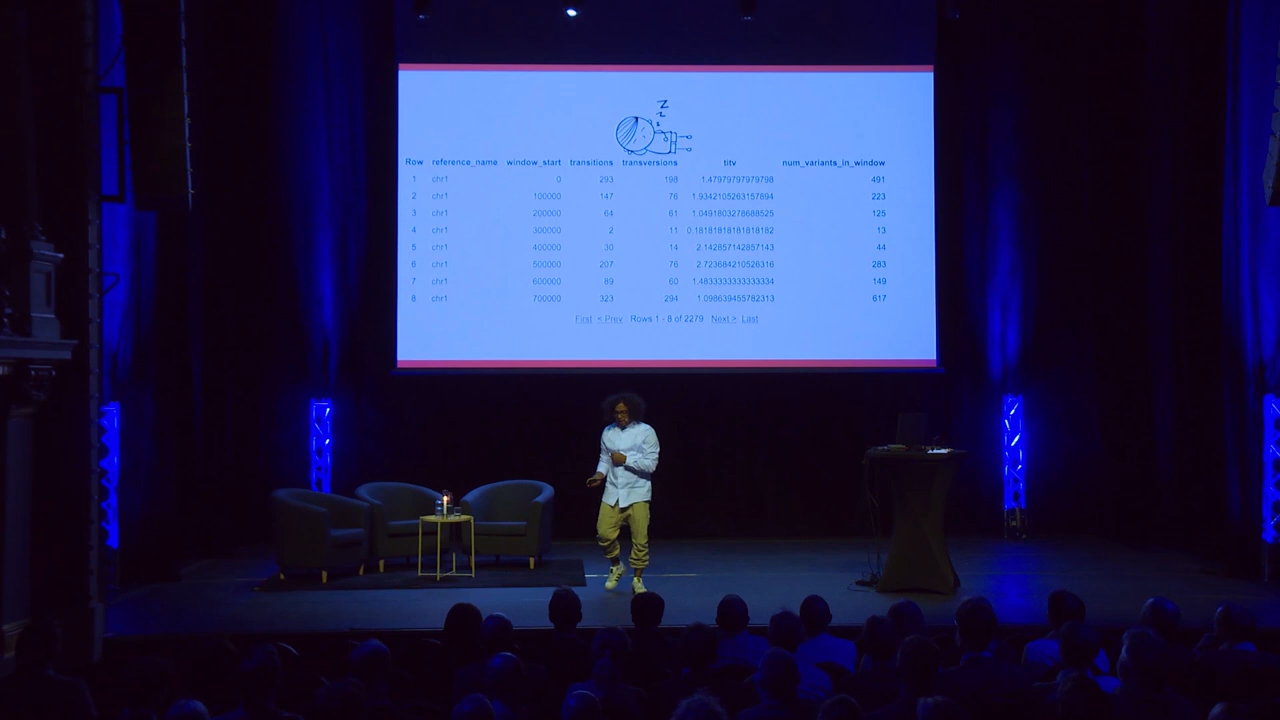 Z
z
z
Row reference_name window_start transitions transversions titv num_variants_in_window
1 chr1 0 293 198 1.47979797979798 491
2 chr1 100000 147 76 1.9342105263157894 223
3 chr1 200000 64 61 1.0491803278688525 125
4 chr1 300000 2 11 0.18181818181818182 13
5 chr1 400000 30 14 2.142857142857143 44
6 chr1 500000 207 76 2.723684210526316 283
7 chr1 600000 89 60 1.4833333333333334 149
8 chr1 700000 323 294 1.098639455782313 617
First < Prev Rows 1 - 8 of 2279 Next > Last